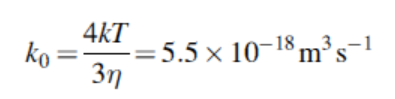 k₀ = 4kT / 3η = 5.5 × 10⁻¹⁸ m³ s⁻¹